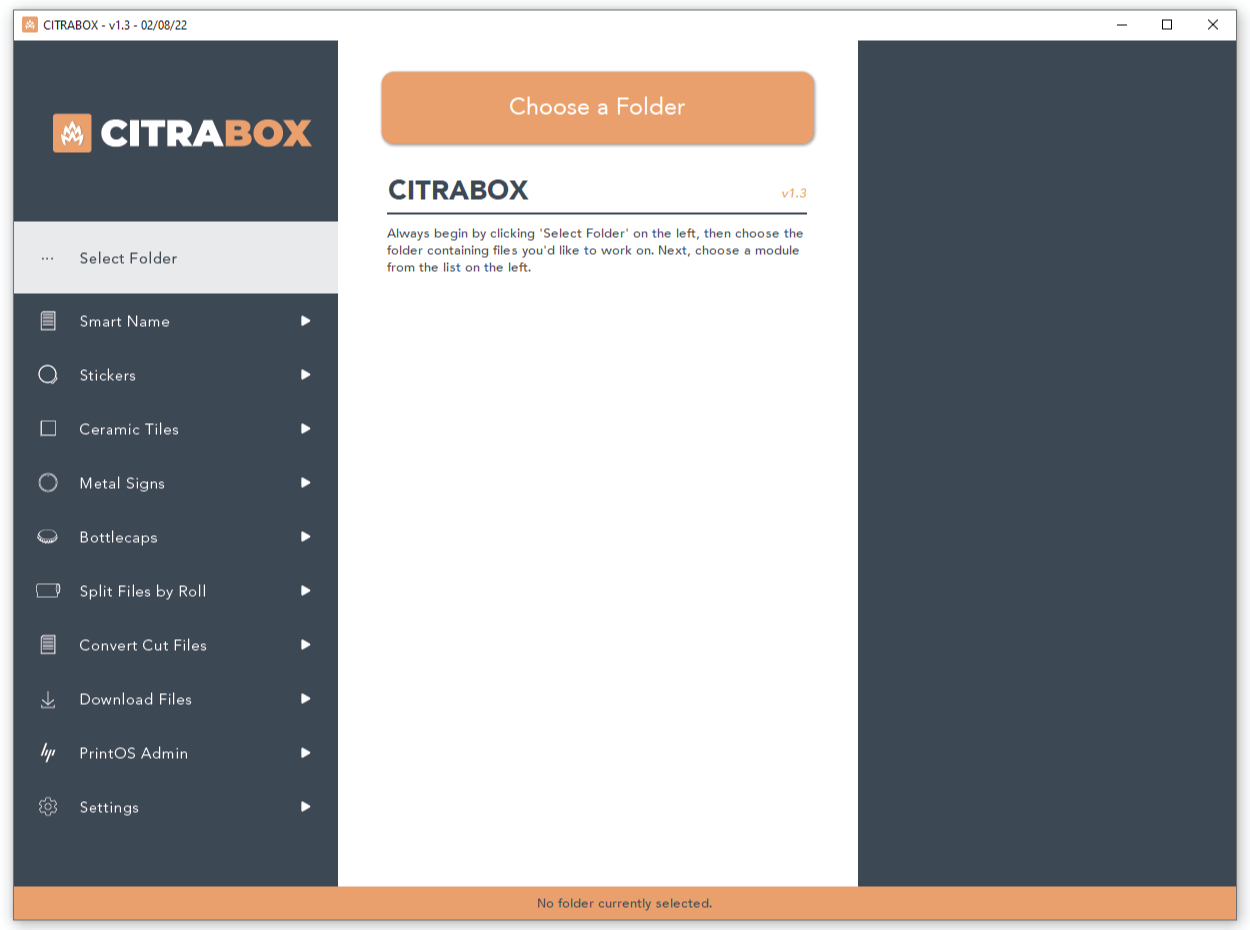 CITRABOX - v1.3 - 02/08/22
CITRABOX
Select Folder
Smart Name
Stickers
Ceramic Tiles
Metal Signs
Bottlecaps
Split Files by Roll
Convert Cut Files
Download Files
hp PrintOS Admin
Settings
Choose a Folder
CITRABOX v1.3
Always begin by clicking 'Select Folder' on the left, then choose the
folder containing files you'd like to work on. Next, choose a module
from the list on the left.
No folder currently selected.